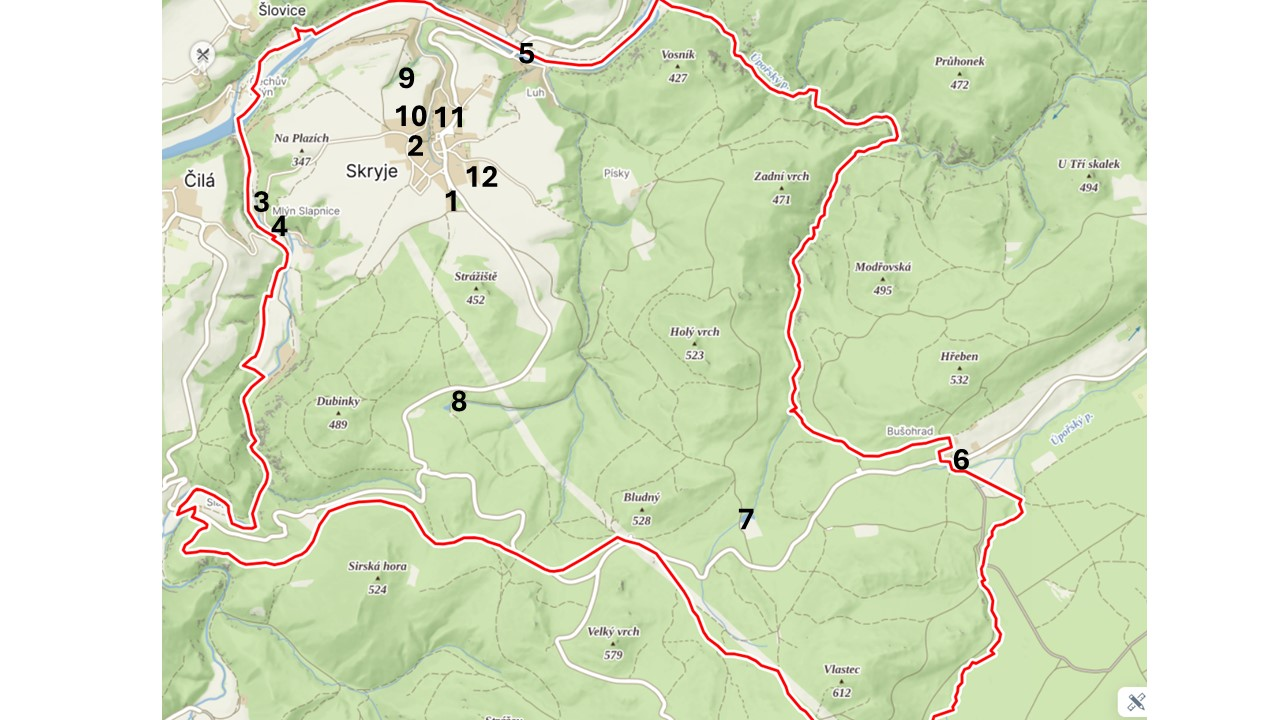 Šlovice
5
Vosník
427
Úpořský p.
Průhonek
472
9
Luh
10 11
2
Na Plazích
347
Skryje
12
1
Písky
Zadní vrch
471
U Tří skalek
494
Čilá
3
Mlýn Slapnice
4
Strážiště
452
Modřovská
495
Holý vrch
523
Hřeben
532
Dubinky
489
8
Bušohrad
6
Úpořský p.
Bludný
528
7
Sirská hora
524
Velký vrch
579
Vlastec
612